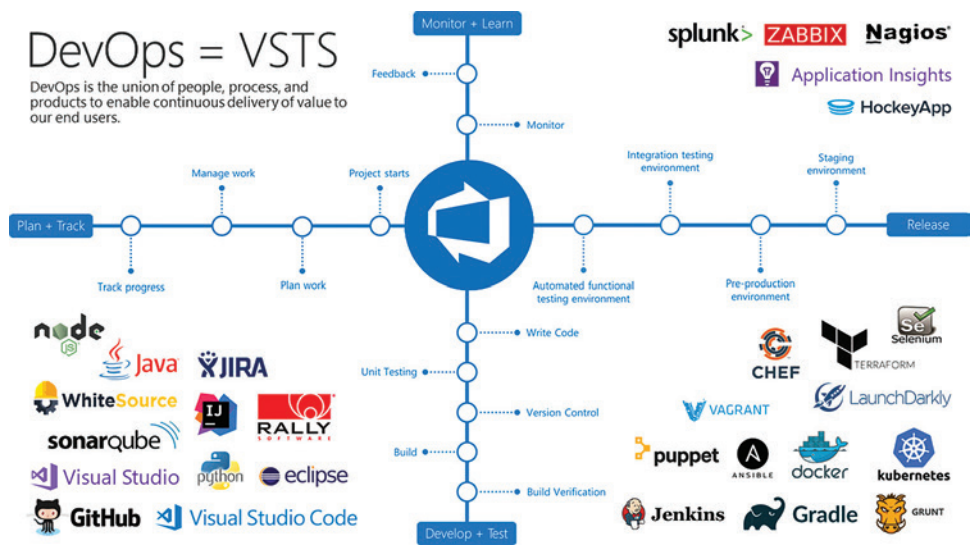 DevOps = VSTS
DevOps is the union of people, process, and
products to enable continuous delivery of value to
our end users.
Monitor + Learn
Feedback
Monitor
splunk>
ZABBIX
Nagios®
Application Insights
HockeyApp
Plan + Track
Track progress
Manage work
Plan work
Project starts
Automated functional
testing environment
Integration testing
environment
Pre-production
environment
Staging
environment
Release
Write Code
Unit Testing
Version Control
Build
Build Verification
Develop + Test
node
JS
Java
JIRA
WhiteSource
IJ
RALLY
SOFTWARE
sonarqube
Visual Studio
python
eclipse
GitHub
Visual Studio Code
CHEF
TERRAFORM
Se
Selenium
VAGRANT
LaunchDarkly
puppet
ANSIBLE
docker
kubernetes
Jenkins
Gradle
GRUNT